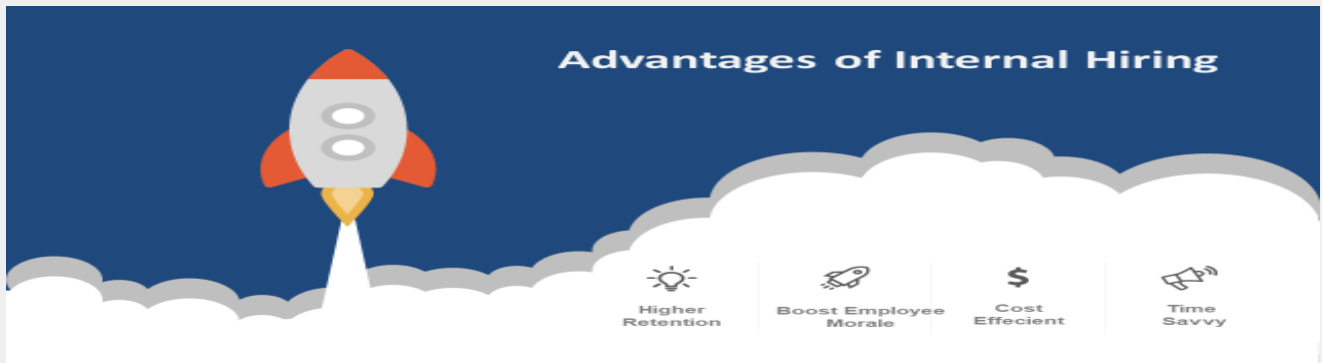 Advantages of Internal Hiring
Higher
Retention
Boost Employee
Morale
$
Cost
Effecient
Time
Savvy